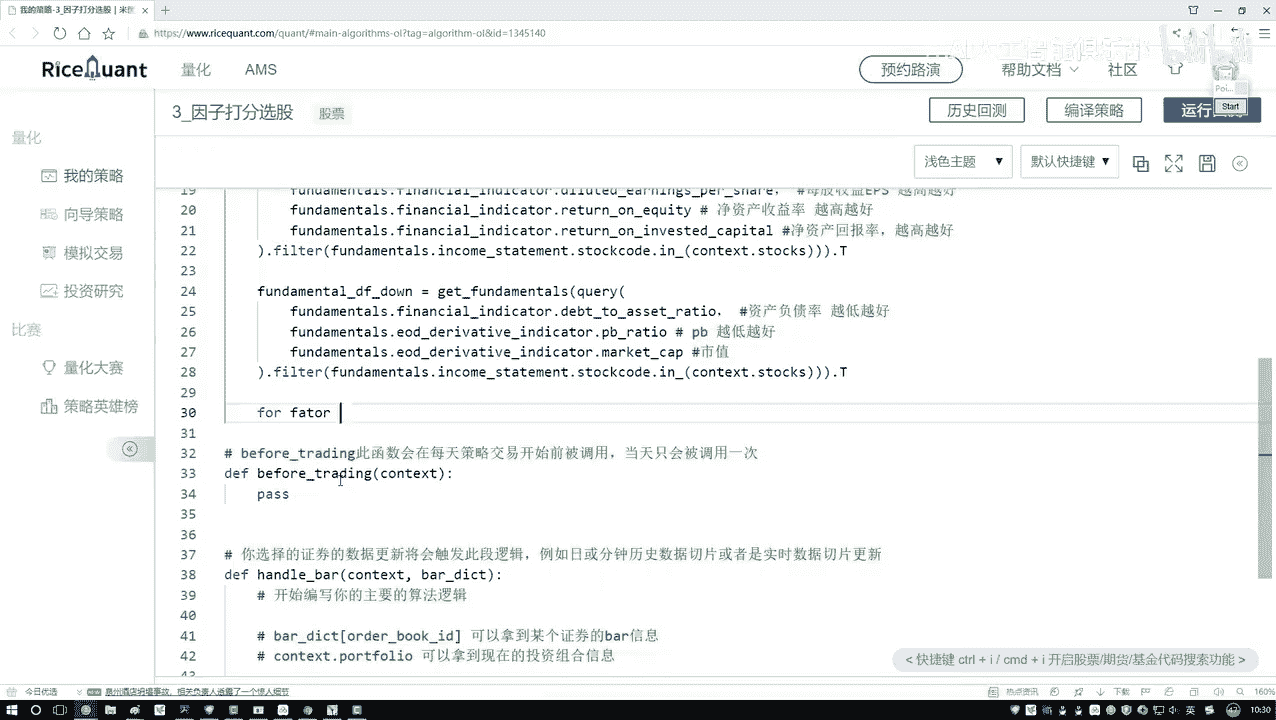 我的策略-3_因子打分选股 | 米
https://www.ricequant.com/quant/#main-algorithms-ol?tag=algorithm-ol&id=1345140
RiceQuant 量化 AMS 预约路演 帮助文档 社区
Poi...
Start
3_因子打分选股 股票 历史回测 编译策略 运行回测
量化
我的策略
向导策略
模拟交易
投资研究
比赛
量化大赛
策略英雄榜
浅色主题 默认快捷键
19 fundamentals.financial_indicator.diluted_earnings_per_share, #每股收益EPS 越高越好
20 fundamentals.financial_indicator.return_on_equity # 净资产收益率 越高越好
21 fundamentals.financial_indicator.return_on_invested_capital #净资产回报率，越高越好
22 ).filter(fundamentals.income_statement.stockcode.in_(context.stocks))).T
23
24 fundamental_df_down = get_fundamentals(query(
25 fundamentals.financial_indicator.debt_to_asset_ratio, #资产负债率 越低越好
26 fundamentals.eod_derivative_indicator.pb_ratio # pb 越低越好
27 fundamentals.eod_derivative_indicator.market_cap #市值
28 ).filter(fundamentals.income_statement.stockcode.in_(context.stocks))).T
29
30 for fator
31
32 # before_trading此函数会在每天策略交易开始前被调用，当天只会被调用一次
33 def before_trading(context):
34 pass
35
36
37 # 你选择的证券的数据更新将会触发此段逻辑，例如日或分钟历史数据切片或者是实时数据切片更新
38 def handle_bar(context, bar_dict):
39 # 开始编写你的主要的算法逻辑
40
41 # bar_dict[order_book_id] 可以拿到某个证券的bar信息
42 # context.portfolio 可以拿到现在的投资组合信息
< 快捷键 ctrl + i / cmd + i 开启股票/期货/基金代码搜索功能 >
今日优选 热点资讯 下载 160%
英 10:30